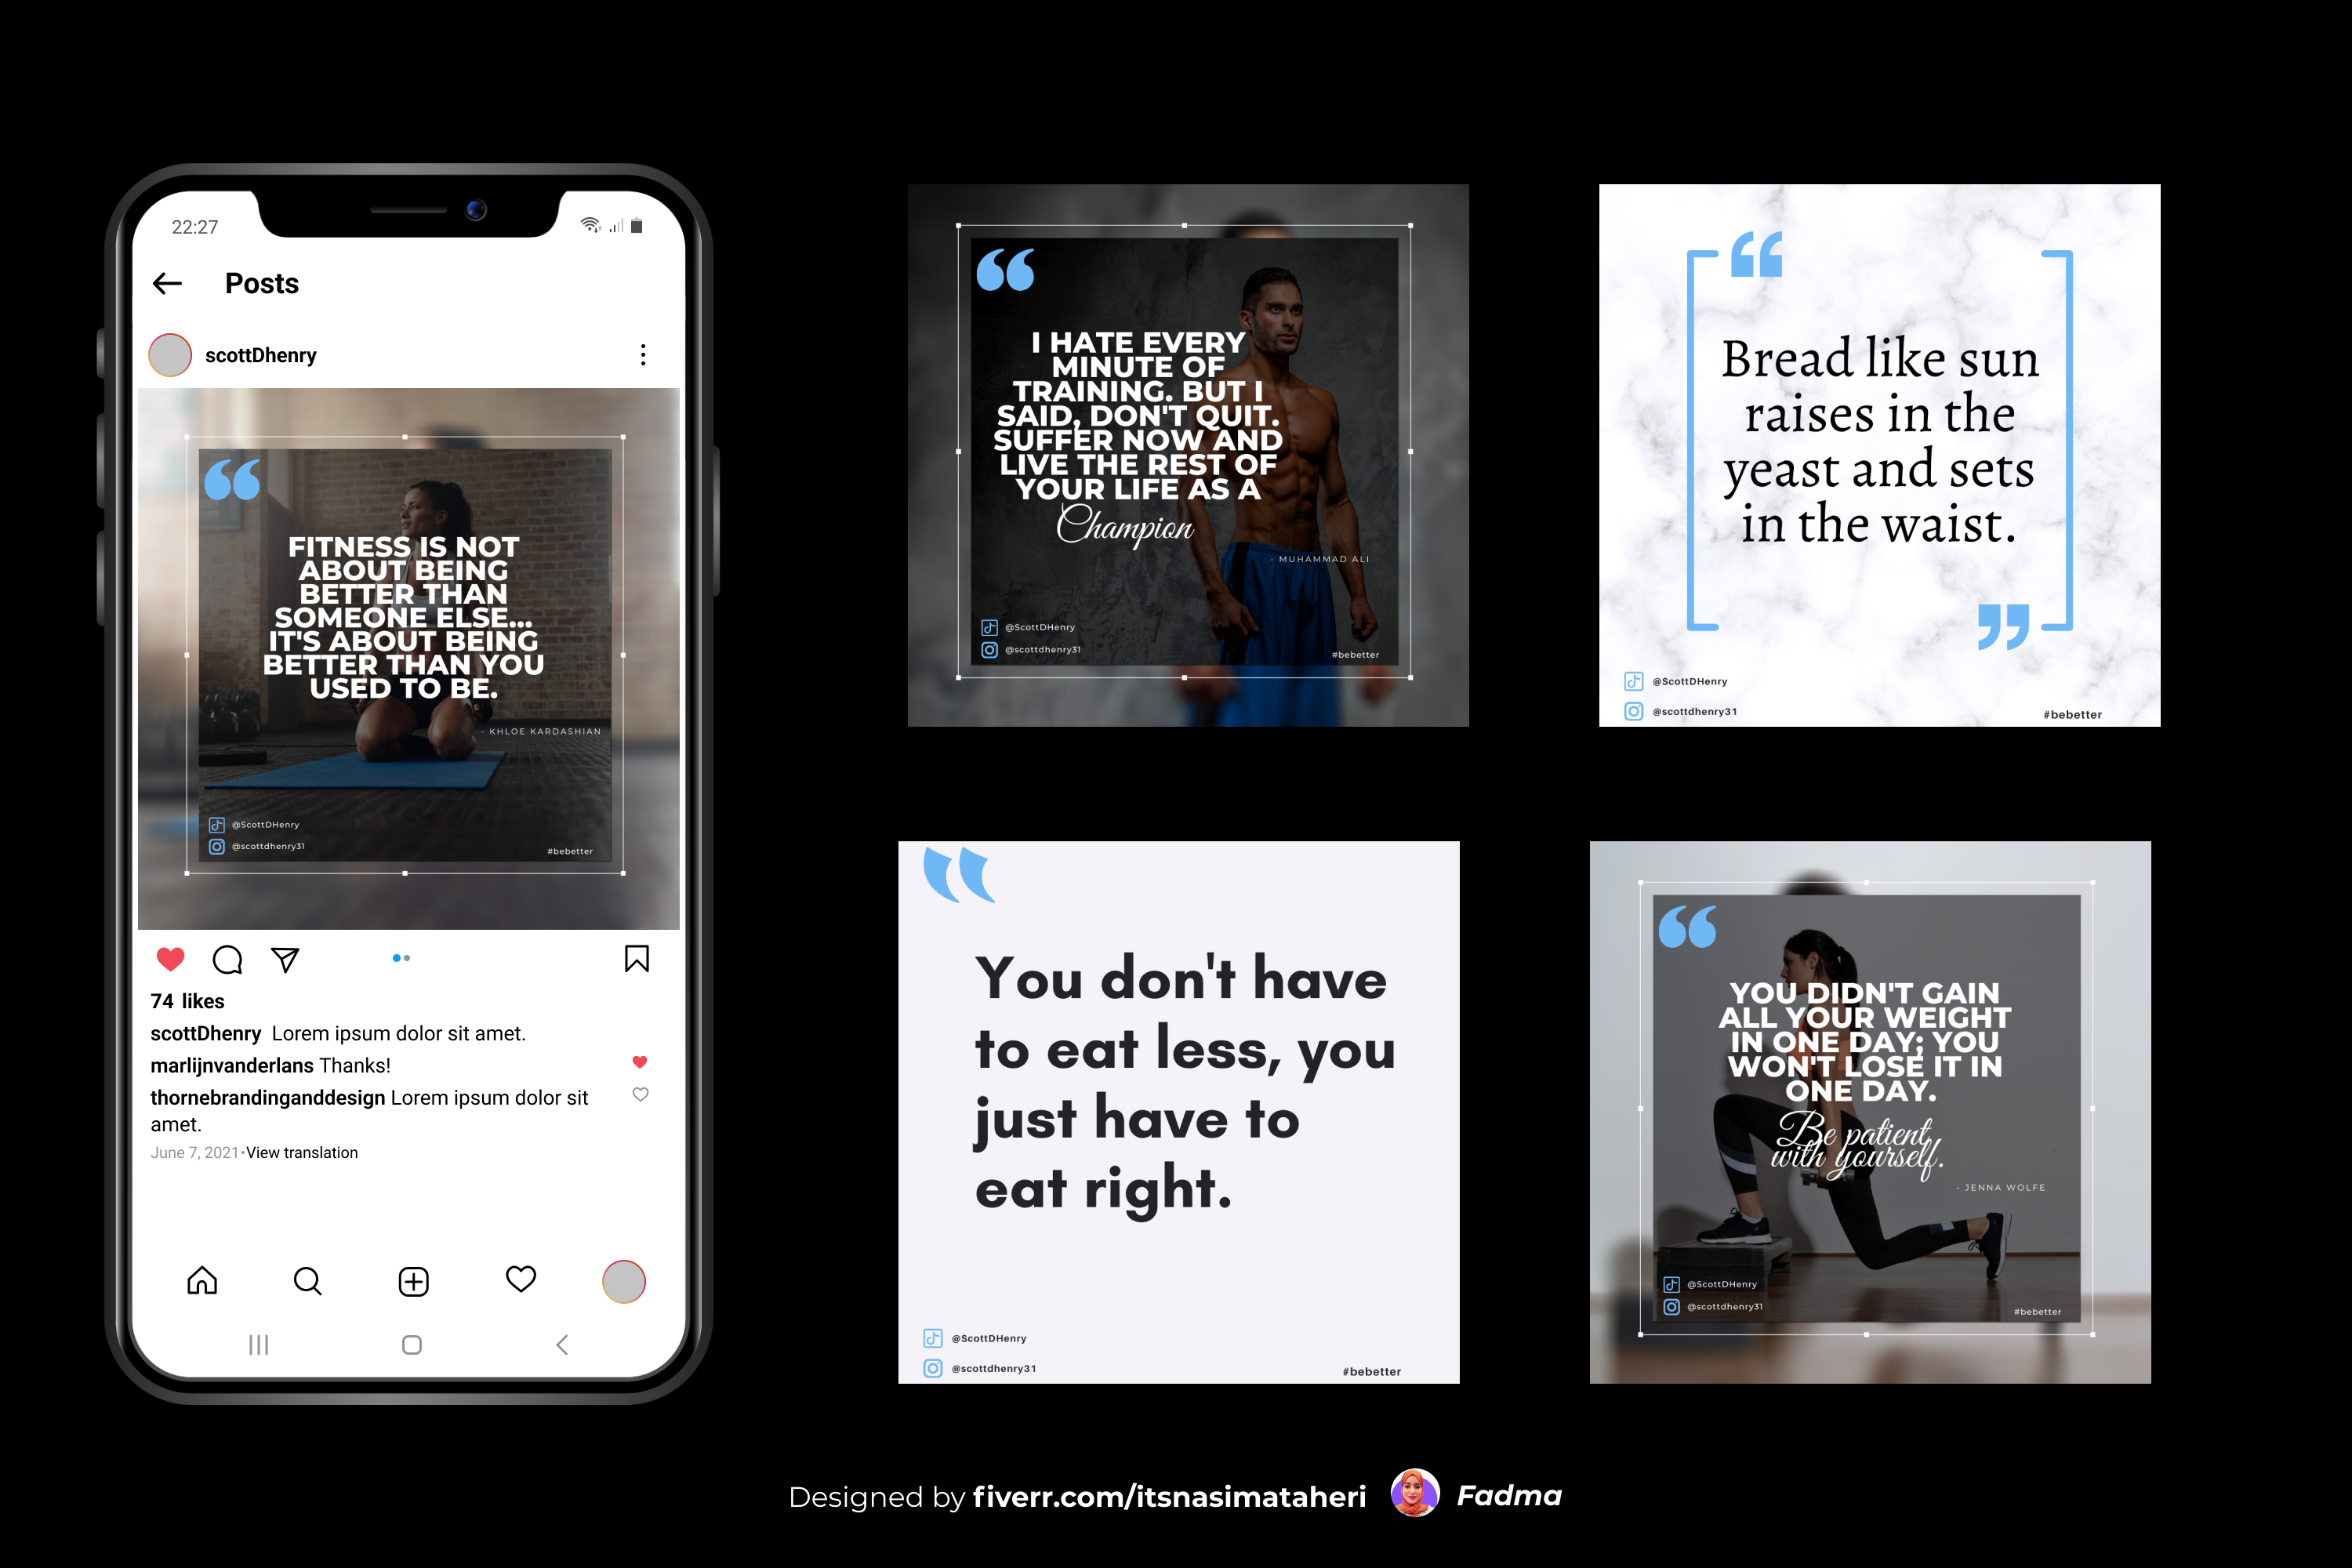 22:27
Posts
scottDhenry
FITNESS IS NOT
ABOUT BEING
BETTER THAN
SOMEONE ELSE...
IT'S ABOUT BEING
BETTER THAN YOU
USED TO BE.
- KHLOE KARDASHIAN
@ScottDHenry
@scottdhenry31
#bebetter
74 likes
scottDhenry Lorem ipsum dolor sit amet.
marlijnvanderlans Thanks!
thornebrandinganddesign Lorem ipsum dolor sit
amet.
June 7, 2021•View translation
I HATE EVERY
MINUTE OF
TRAINING. BUT I
SAID, DON'T QUIT.
SUFFER NOW AND
LIVE THE REST OF
YOUR LIFE AS A
Champion
- MUHAMMAD ALI
@ScottDHenry
@scottdhenry31
#bebetter
Bread like sun
raises in the
yeast and sets
in the waist.
@ScottDHenry
@scottdhenry31
#bebetter
You don't have
to eat less, you
just have to
eat right.
@ScottDHenry
@scottdhenry31
#bebetter
YOU DIDN'T GAIN
ALL YOUR WEIGHT
IN ONE DAY; YOU
WON'T LOSE IT IN
ONE DAY.
Be patient
with yourself.
- JENNA WOLFE
@ScottDHenry
@scottdhenry31
#bebetter
Designed by fiverr.com/itsnasimataheri Fadma